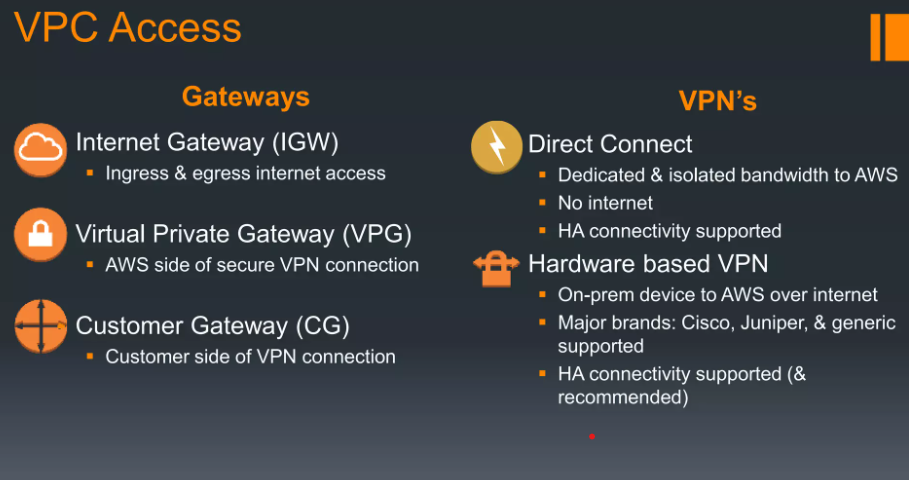 VPC Access
Gateways
Internet Gateway (IGW)
Ingress & egress internet access
Virtual Private Gateway (VPG)
AWS side of secure VPN connection
Customer Gateway (CG)
Customer side of VPN connection
VPN's
Direct Connect
Dedicated & isolated bandwidth to AWS
No internet
HA connectivity supported
Hardware based VPN
On-prem device to AWS over internet
Major brands: Cisco, Juniper, & generic
supported
HA connectivity supported (&
recommended)